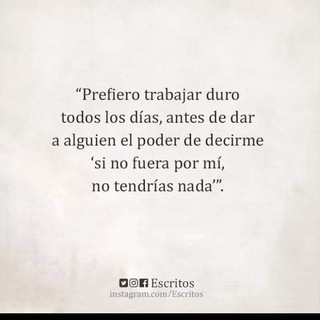 “Prefiero trabajar duro
todos los días, antes de dar
a alguien el poder de decirme
‘si no fuera por mí,
no tendrías nada’”.
Escritos
instagram.com/Escritos